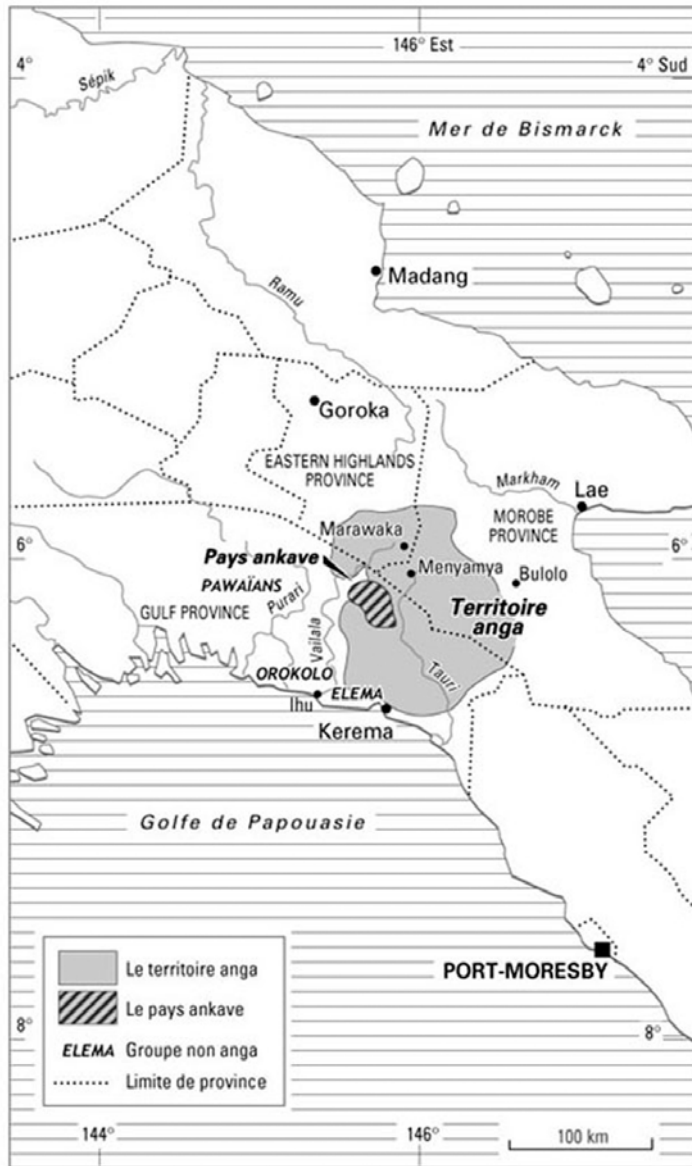 146° Est
4°
4° Sud
Sépik
Mer de Bismarck
Madang
Ramu
Goroka
EASTERN HIGHLANDS
PROVINCE
Markham
Lae
Marawaka
MOROBE
PROVINCE
6°
6°
Pays ankave
Menyamya
Bulolo
PAWAÏANS
Purari
GULF PROVINCE
Territoire
anga
Vailala
Tauri
OROKOLO
ELEMA
Ihu
Kerema
Golfe de Papouasie
PORT-MORESBY
Le territoire anga
Le pays ankave
ELEMA Groupe non anga
Limite de province
8°
8°
144°
146°
100 km